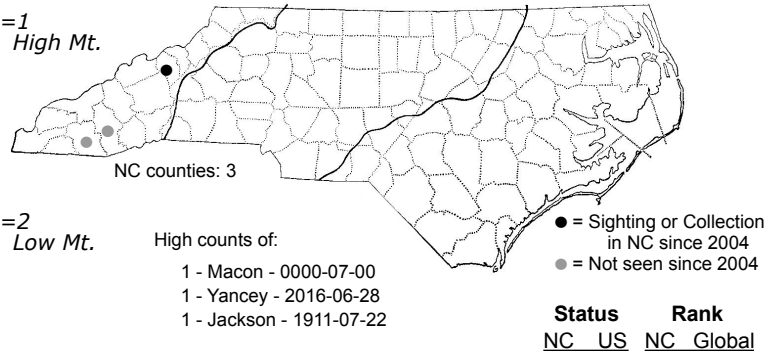 =1
High Mt.
NC counties: 3
=2
Low Mt.
High counts of:
1 - Macon - 0000-07-00
1 - Yancey - 2016-06-28
1 - Jackson - 1911-07-22
● = Sighting or Collection
in NC since 2004
● = Not seen since 2004
Status Rank
NC US NC Global